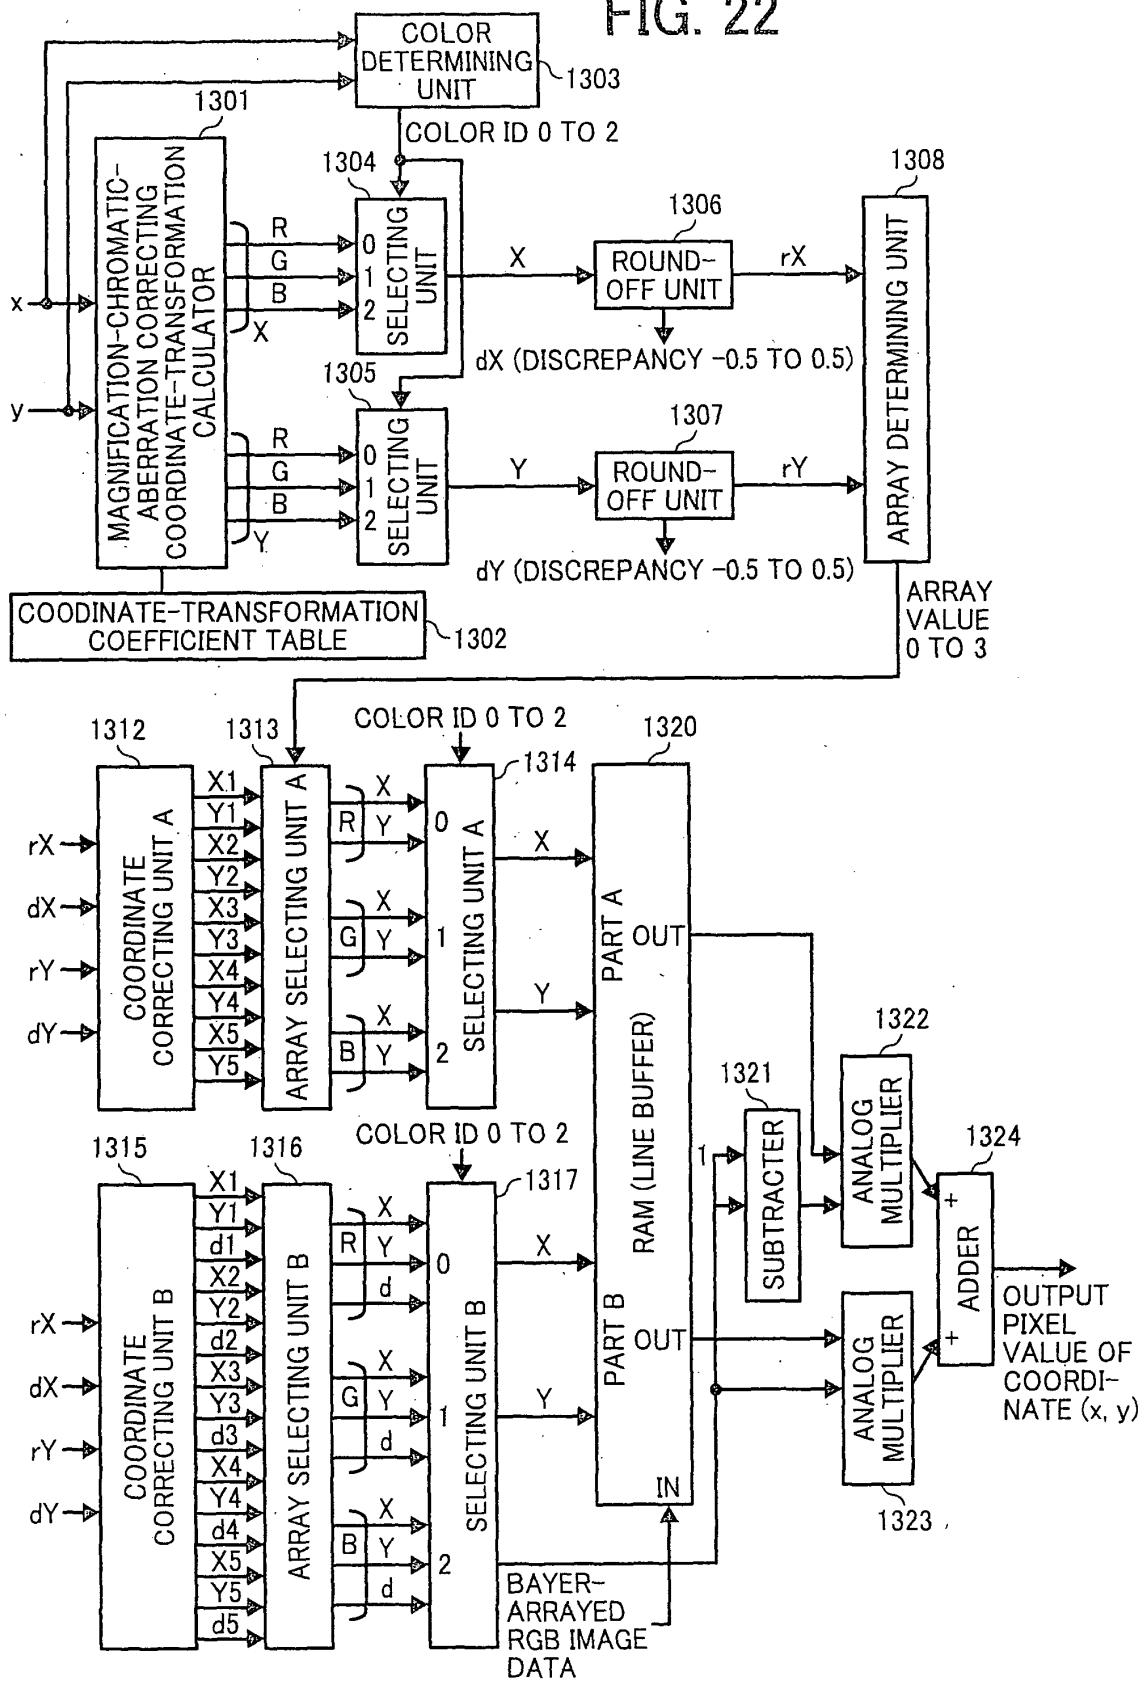 FIG. 22
COLOR
DETERMINING
UNIT
1303
1301
COLOR ID 0 TO 2
x
y
MAGNIFICATION-CHROMATIC-
ABERRATION CORRECTING
COORDINATE-TRANSFORMATION
CALCULATOR
R
G
B
X
R
G
B
Y
1304
0
1
2
SELECTING
UNIT
1305
0
1
2
SELECTING
UNIT
X
1306
ROUND-
OFF UNIT
rX
dX (DISCREPANCY -0.5 TO 0.5)
Y
1307
ROUND-
OFF UNIT
rY
dY (DISCREPANCY -0.5 TO 0.5)
1308
ARRAY DETERMINING UNIT
ARRAY
VALUE
0 TO 3
COODINATE-TRANSFORMATION
COEFFICIENT TABLE
1302
1312
rX
dX
rY
dY
COORDINATE
CORRECTING UNIT A
X1
Y1
X2
Y2
X3
Y3
X4
Y4
X5
Y5
1313
ARRAY SELECTING UNIT A
X
R
Y
X
G
Y
X
B
Y
COLOR ID 0 TO 2
1314
0
1
2
SELECTING UNIT A
X
Y
1320
PART A
OUT
RAM (LINE BUFFER)
PART B
OUT
IN
1315
rX
dX
rY
dY
COORDINATE
CORRECTING UNIT B
X1
Y1
d1
X2
Y2
d2
X3
Y3
d3
X4
Y4
d4
X5
Y5
d5
1316
ARRAY SELECTING UNIT B
X
R
Y
d
X
G
Y
d
X
B
Y
d
COLOR ID 0 TO 2
1317
0
1
2
SELECTING UNIT B
X
Y
BAYER-
ARRAYED
RGB IMAGE
DATA
1
1321
SUBTRACTER
1322
ANALOG
MULTIPLIER
ANALOG
MULTIPLIER
1323
1324
+
+
ADDER
OUTPUT
PIXEL
VALUE OF
COORDI-
NATE (x, y)